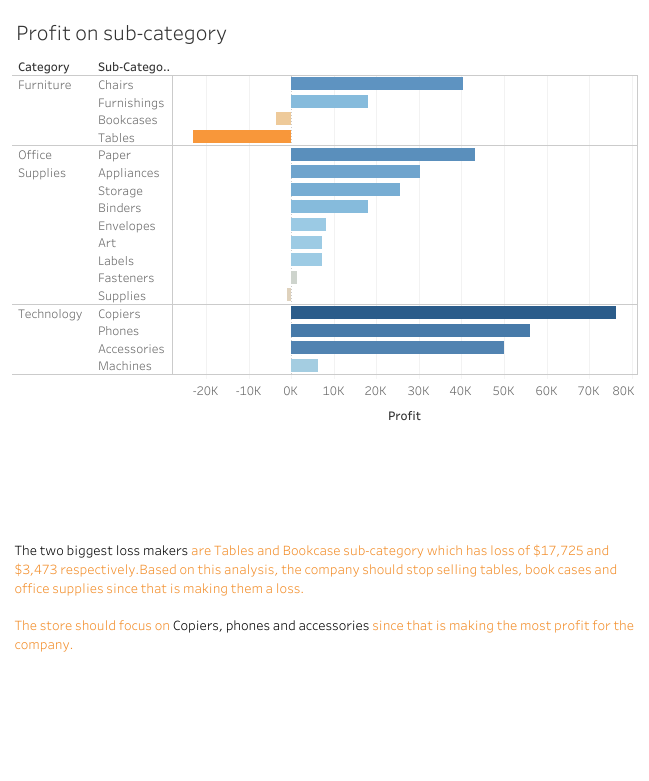 Profit on sub-category
Category Sub-Catego..
Furniture Chairs
Furnishings
Bookcases
Tables
Office Paper
Supplies Appliances
Storage
Binders
Envelopes
Art
Labels
Fasteners
Supplies
Technology Copiers
Phones
Accessories
Machines
-20K -10K 0K 10K 20K 30K 40K 50K 60K 70K 80K
Profit
The two biggest loss makers are Tables and Bookcase sub-category which has loss of $17,725 and
$3,473 respectively.Based on this analysis, the company should stop selling tables, book cases and
office supplies since that is making them a loss.
The store should focus on Copiers, phones and accessories since that is making the most profit for the
company.